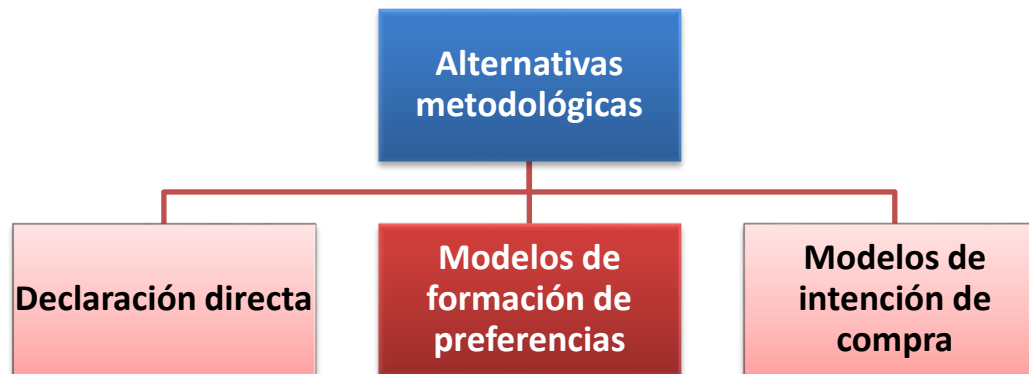 Alternativas
metodológicas
Declaración directa
Modelos de
formación de
preferencias
Modelos de
intención de
compra